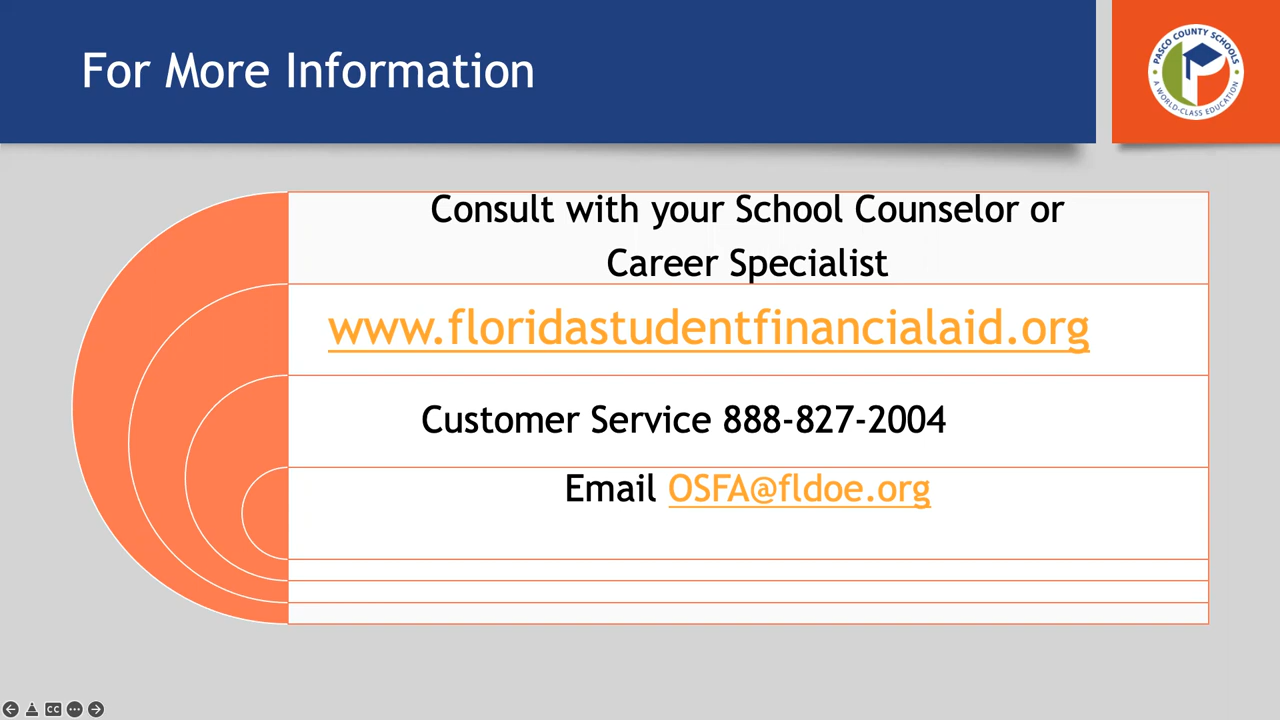 For More Information
PASCO COUNTY SCHOOLS
A WORLD-CLASS EDUCATION
Consult with your School Counselor or
Career Specialist
www.floridastudentfinancialaid.org
Customer Service 888-827-2004
Email OSFA@fldoe.org
CC